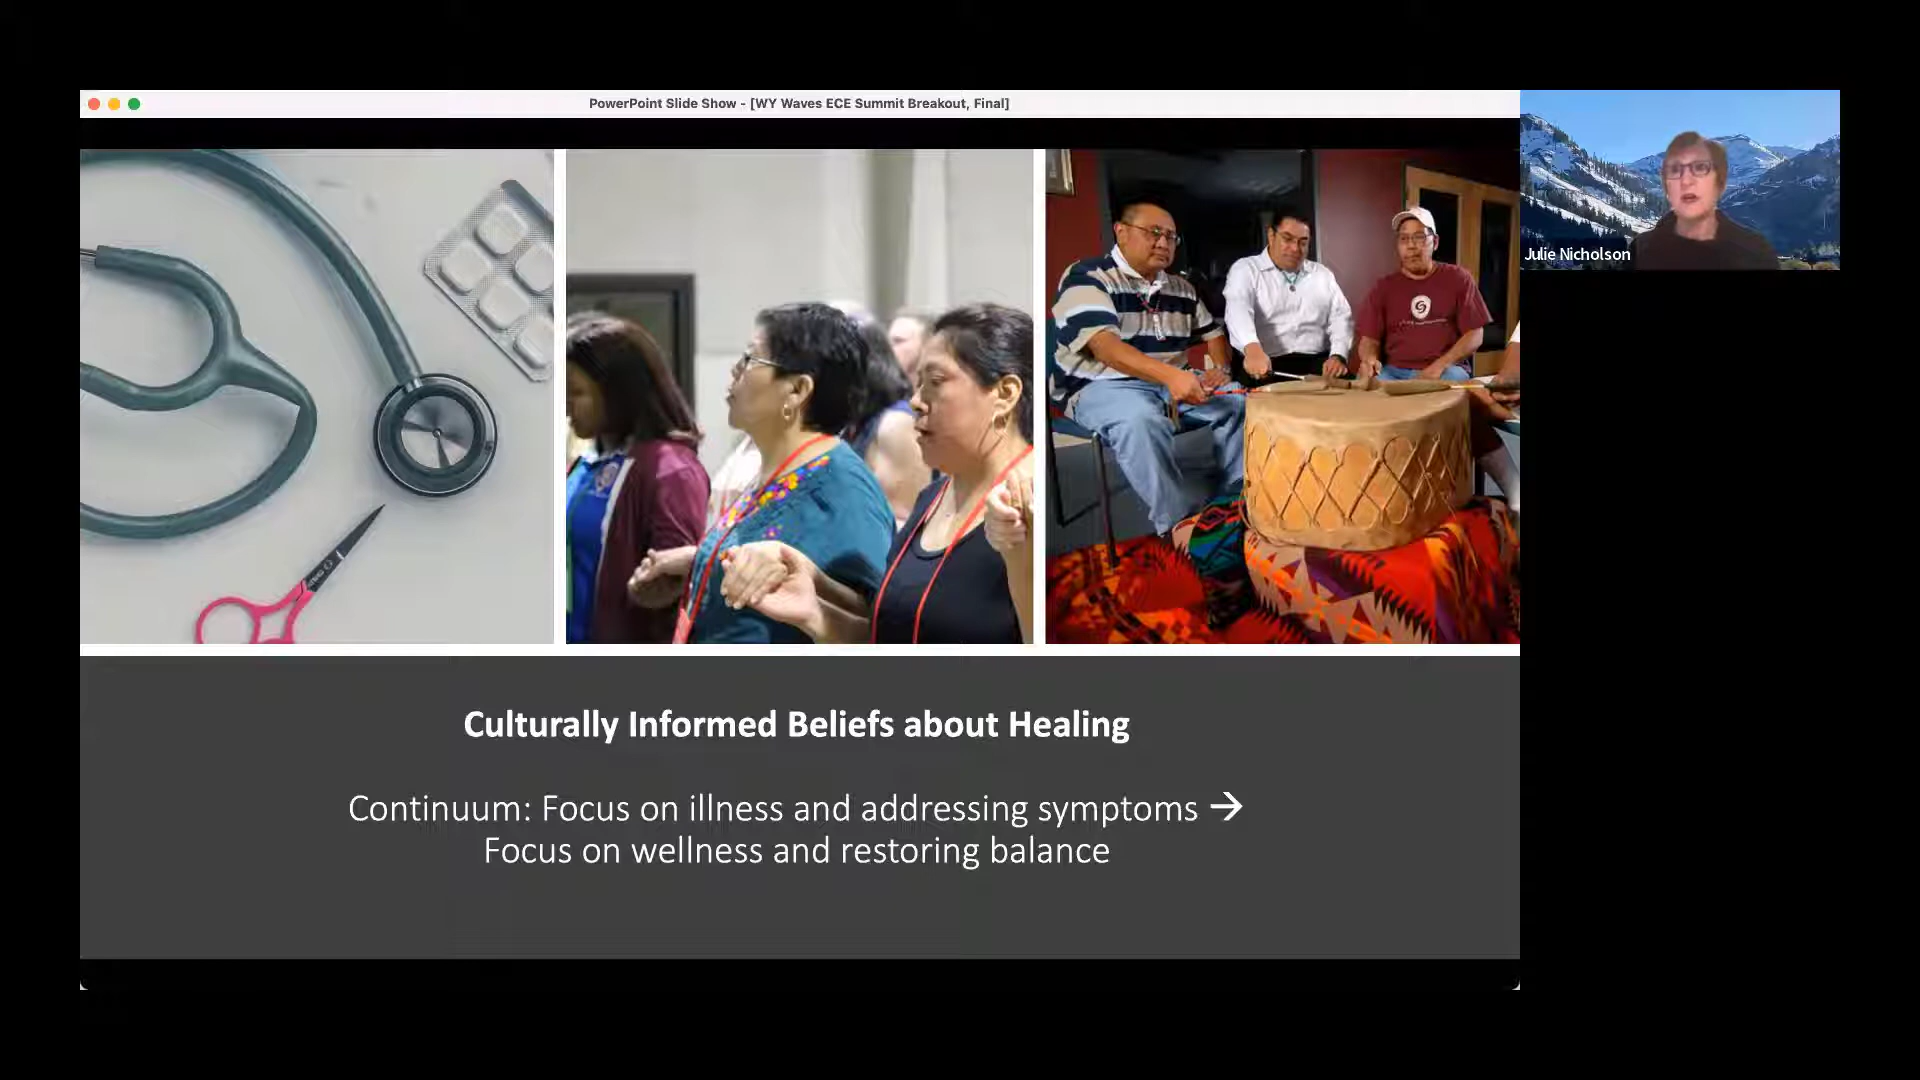 PowerPoint Slide Show - [WY Waves ECE Summit Breakout, Final]
Julie Nicholson
Culturally Informed Beliefs about Healing
Continuum: Focus on illness and addressing symptoms →
Focus on wellness and restoring balance